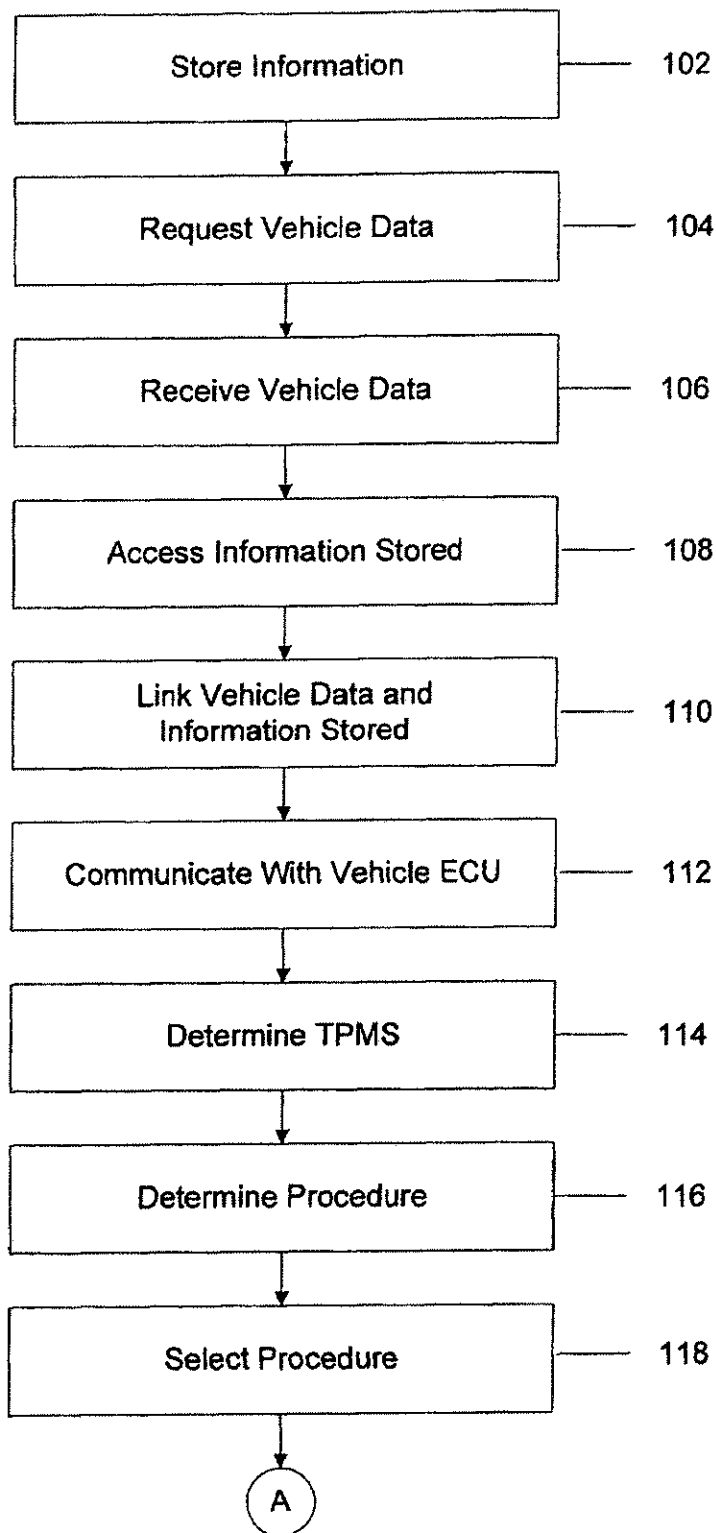 Store Information 102
Request Vehicle Data 104
Receive Vehicle Data 106
Access Information Stored 108
Link Vehicle Data and
Information Stored 110
Communicate With Vehicle ECU 112
Determine TPMS 114
Determine Procedure 116
Select Procedure 118
A